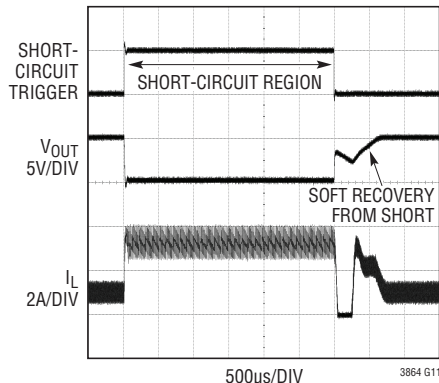 SHORT-
CIRCUIT
TRIGGER
SHORT-CIRCUIT REGION
VOUT
5V/DIV
SOFT RECOVERY
FROM SHORT
IL
2A/DIV
500µs/DIV
3864 G11